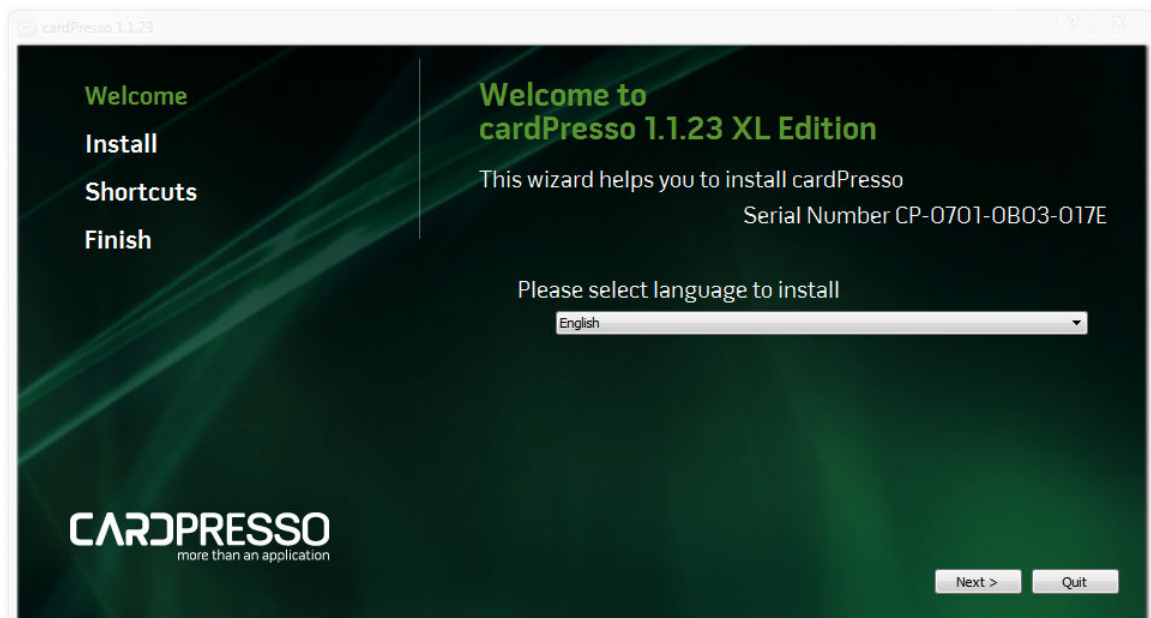 cardPresso 1.1.23
Welcome
Install
Shortcuts
Finish
Welcome to
cardPresso 1.1.23 XL Edition
This wizard helps you to install cardPresso
Serial Number CP-0701-0B03-017E
Please select language to install
English
CARDPRESSO
more than an application
Next >
Quit